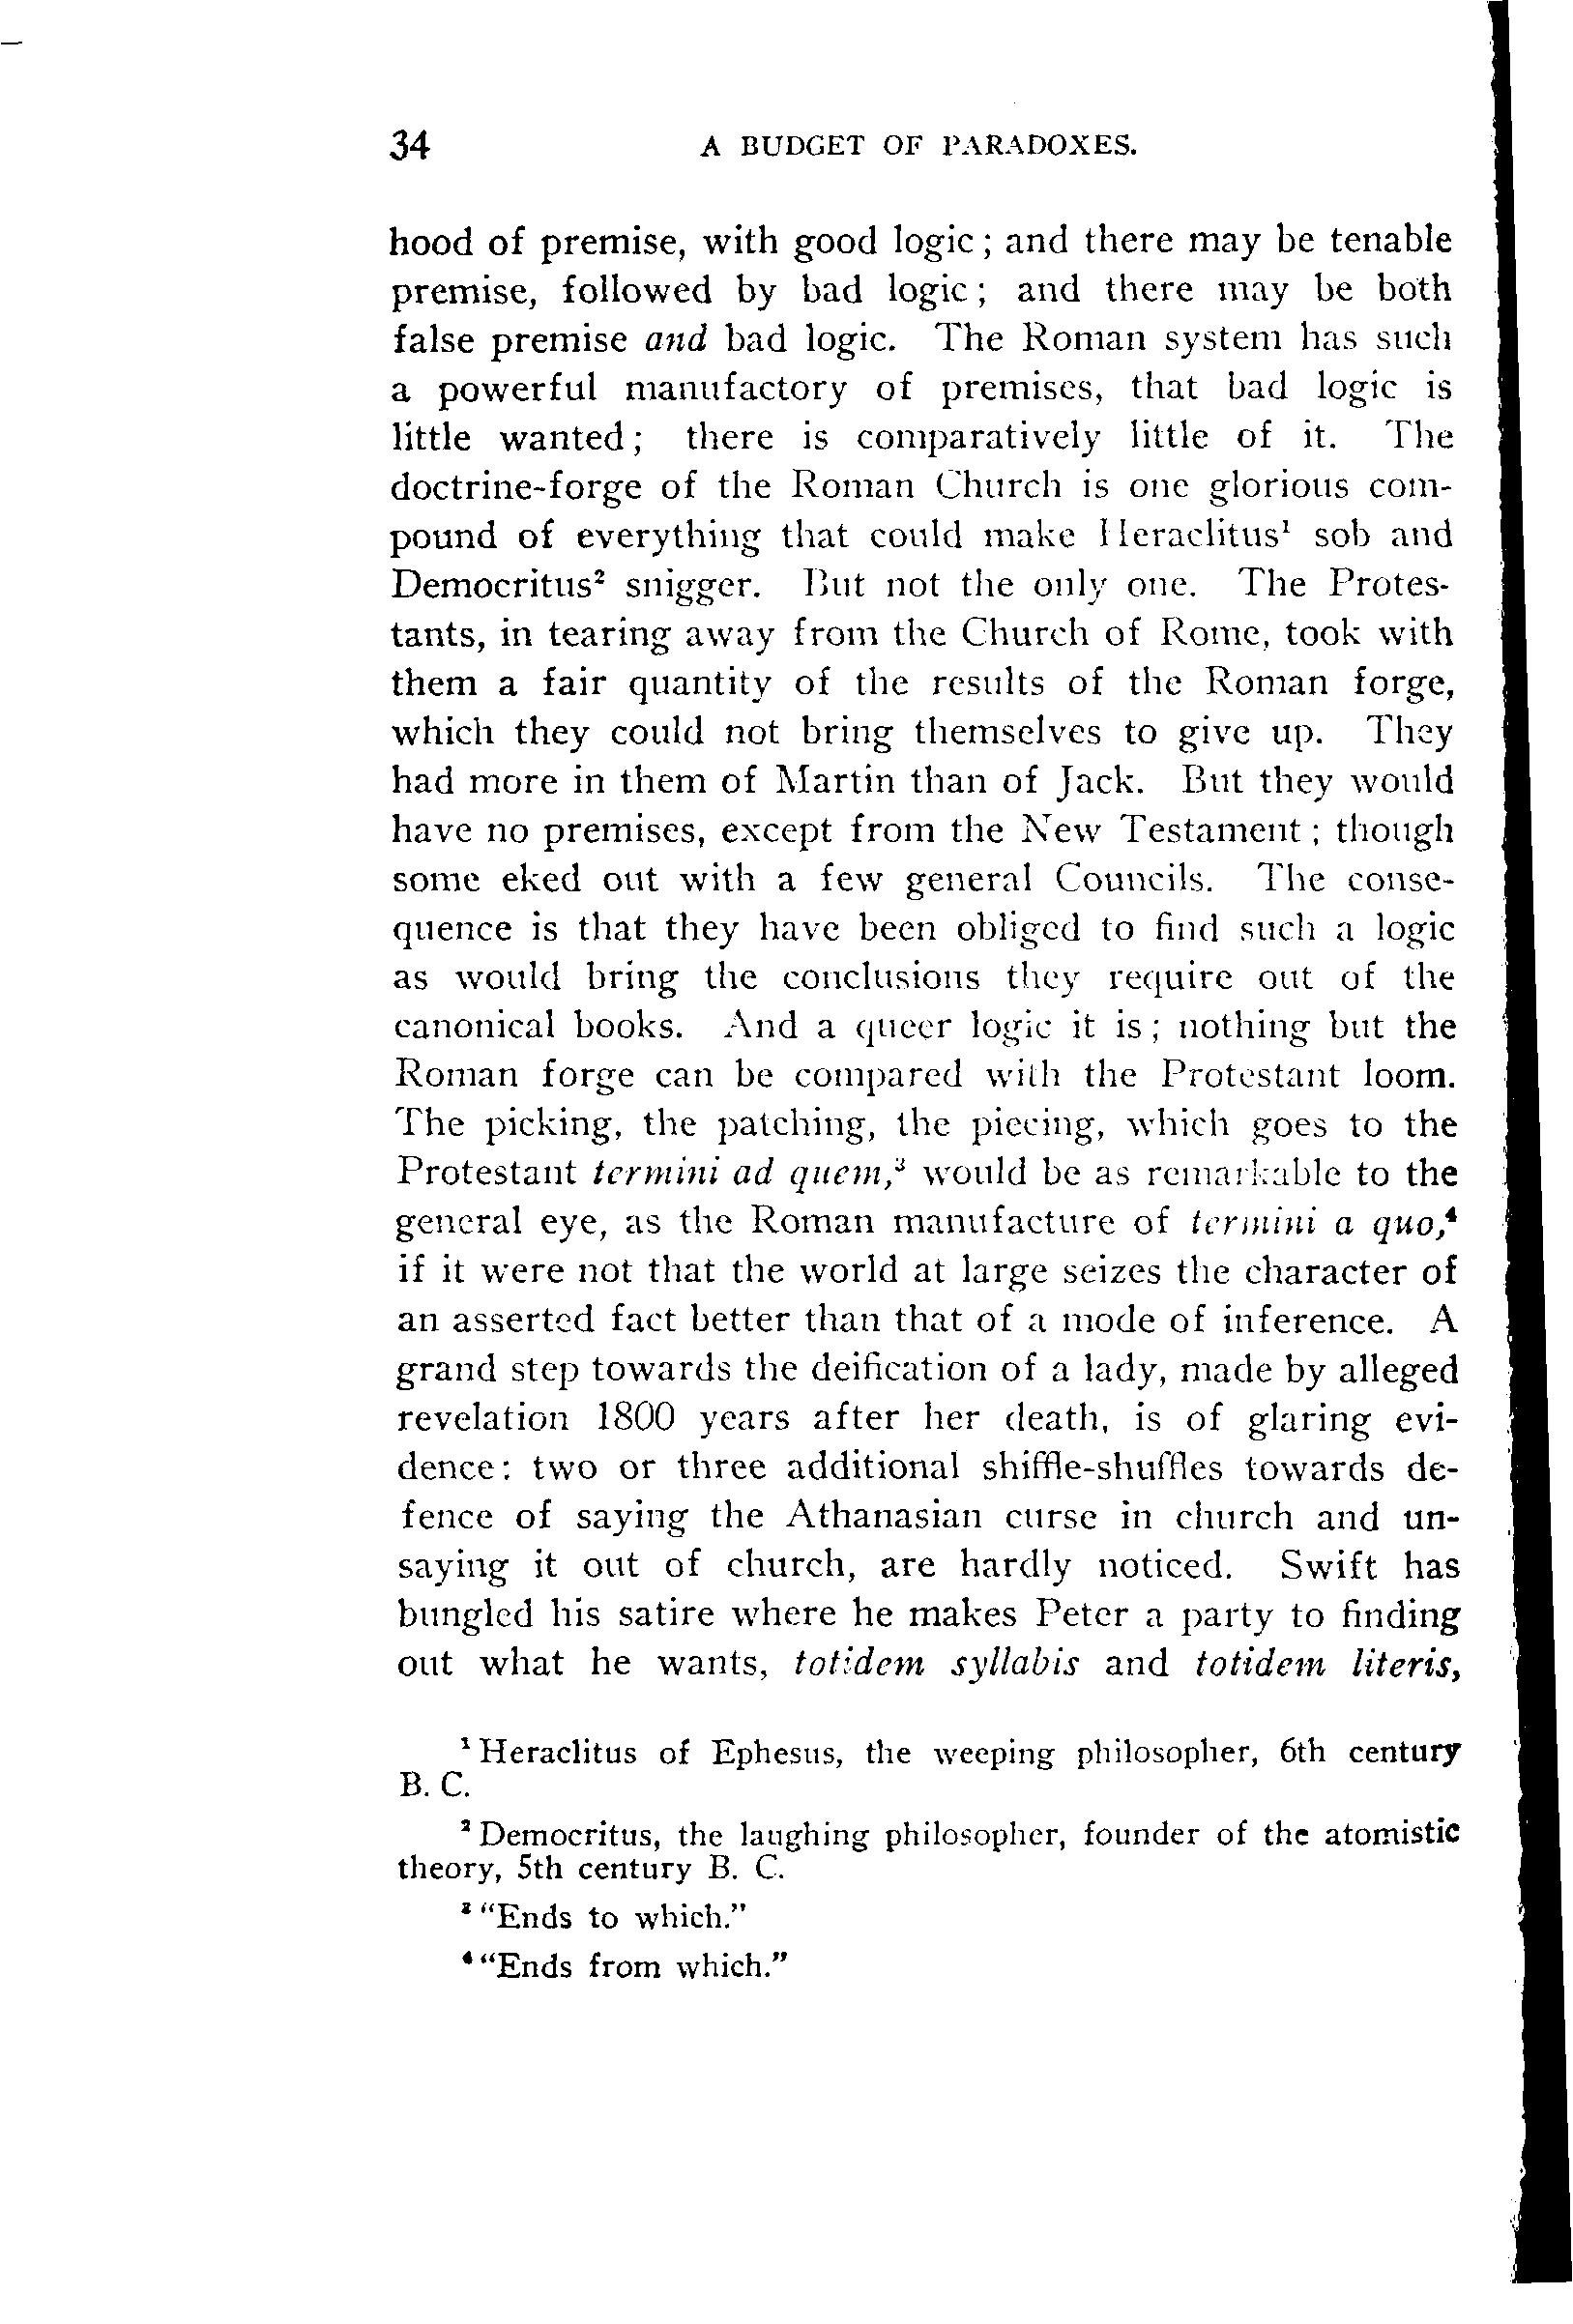 34 A BUDGET OF PARADOXES.
hood of premise, with good logic; and there may be tenable
premise, followed by bad logic; and there may be both
false premise and bad logic. The Roman system has such
a powerful manufactory of premises, that bad logic is
little wanted; there is comparatively little of it. The
doctrine-forge of the Roman Church is one glorious com-
pound of everything that could make Heraclitus¹ sob and
Democritus² snigger. But not the only one. The Protes-
tants, in tearing away from the Church of Rome, took with
them a fair quantity of the results of the Roman forge,
which they could not bring themselves to give up. They
had more in them of Martin than of Jack. But they would
have no premises, except from the New Testament; though
some eked out with a few general Councils. The conse-
quence is that they have been obliged to find such a logic
as would bring the conclusions they require out of the
canonical books. And a queer logic it is; nothing but the
Roman forge can be compared with the Protestant loom.
The picking, the patching, the piecing, which goes to the
Protestant termini ad quem,³ would be as remarkable to the
general eye, as the Roman manufacture of termini a quo,⁴
if it were not that the world at large seizes the character of
an asserted fact better than that of a mode of inference. A
grand step towards the deification of a lady, made by alleged
revelation 1800 years after her death, is of glaring evi-
dence: two or three additional shiffle-shuffles towards de-
fence of saying the Athanasian curse in church and un-
saying it out of church, are hardly noticed. Swift has
bungled his satire where he makes Peter a party to finding
out what he wants, totidem syllabis and totidem literis,
¹ Heraclitus of Ephesus, the weeping philosopher, 6th century
B. C.
² Democritus, the laughing philosopher, founder of the atomistic
theory, 5th century B. C.
³ "Ends to which."
⁴ "Ends from which."